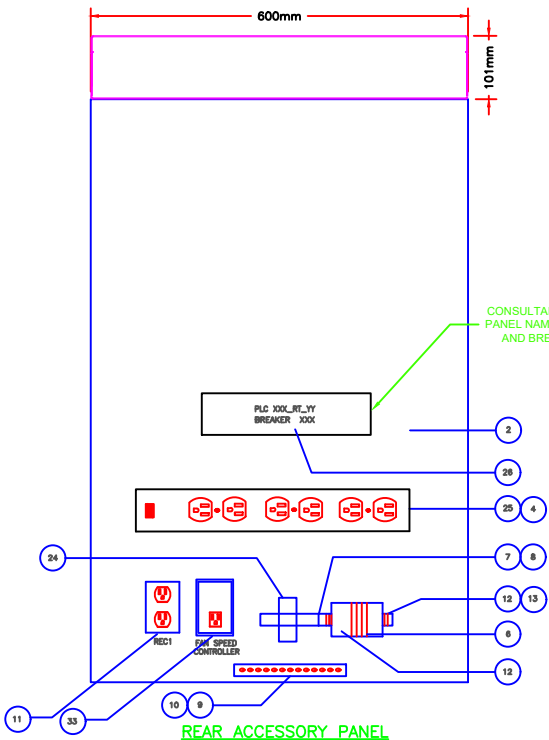 600mm
101mm
CONSULTA
PANEL NAM
AND BRE
PLC XXX_RT_YY
BREAKER XXX
2
26
25 4
24
7 8
12 13
6
12
REC1
FAN SPEED
CONTROLLER
10 9
11
33
REAR ACCESSORY PANEL